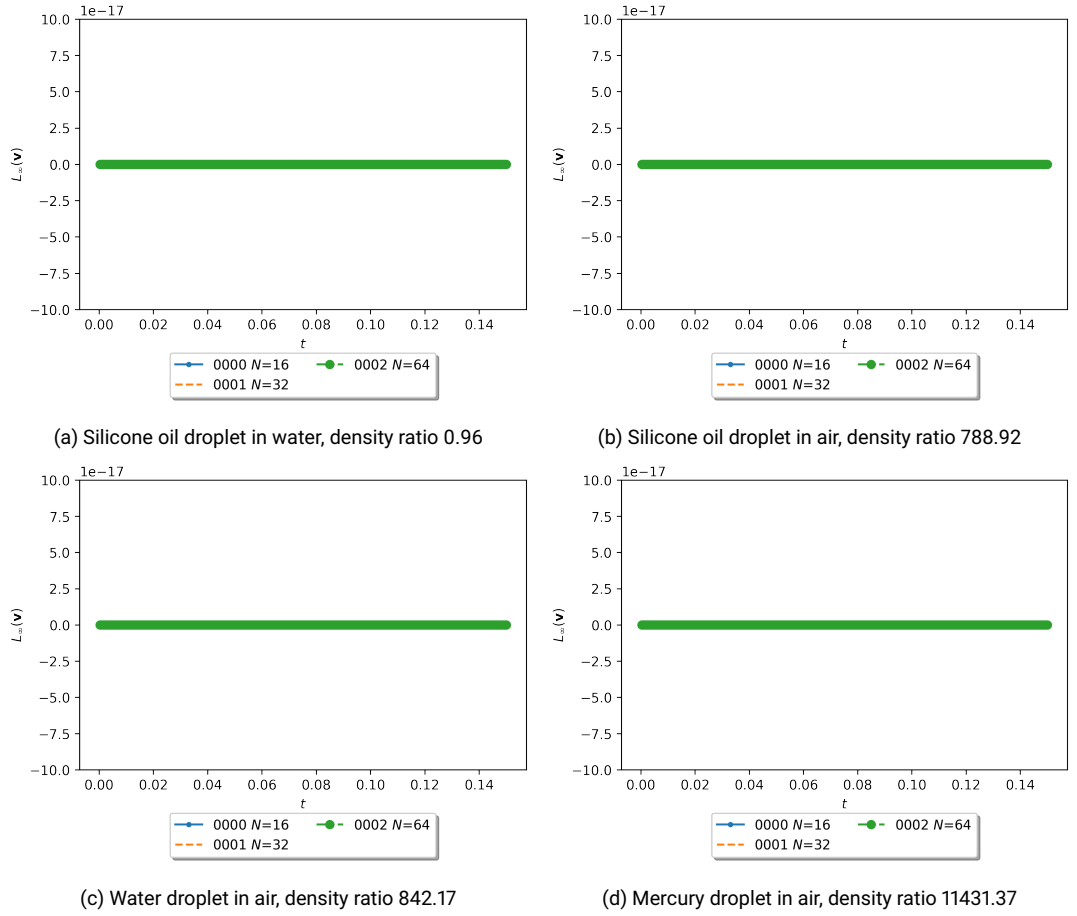 1e−17
10.0
7.5
5.0
2.5
0.0
−2.5
−5.0
−7.5
−10.0
L∞(v)
0.00 0.02 0.04 0.06 0.08 0.10 0.12 0.14
t
0000 N=16 0002 N=64
0001 N=32
(a) Silicone oil droplet in water, density ratio 0.96
1e−17
10.0
7.5
5.0
2.5
0.0
−2.5
−5.0
−7.5
−10.0
L∞(v)
0.00 0.02 0.04 0.06 0.08 0.10 0.12 0.14
t
0000 N=16 0002 N=64
0001 N=32
(b) Silicone oil droplet in air, density ratio 788.92
1e−17
10.0
7.5
5.0
2.5
0.0
−2.5
−5.0
−7.5
−10.0
L∞(v)
0.00 0.02 0.04 0.06 0.08 0.10 0.12 0.14
t
0000 N=16 0002 N=64
0001 N=32
(c) Water droplet in air, density ratio 842.17
1e−17
10.0
7.5
5.0
2.5
0.0
−2.5
−5.0
−7.5
−10.0
L∞(v)
0.00 0.02 0.04 0.06 0.08 0.10 0.12 0.14
t
0000 N=16 0002 N=64
0001 N=32
(d) Mercury droplet in air, density ratio 11431.37